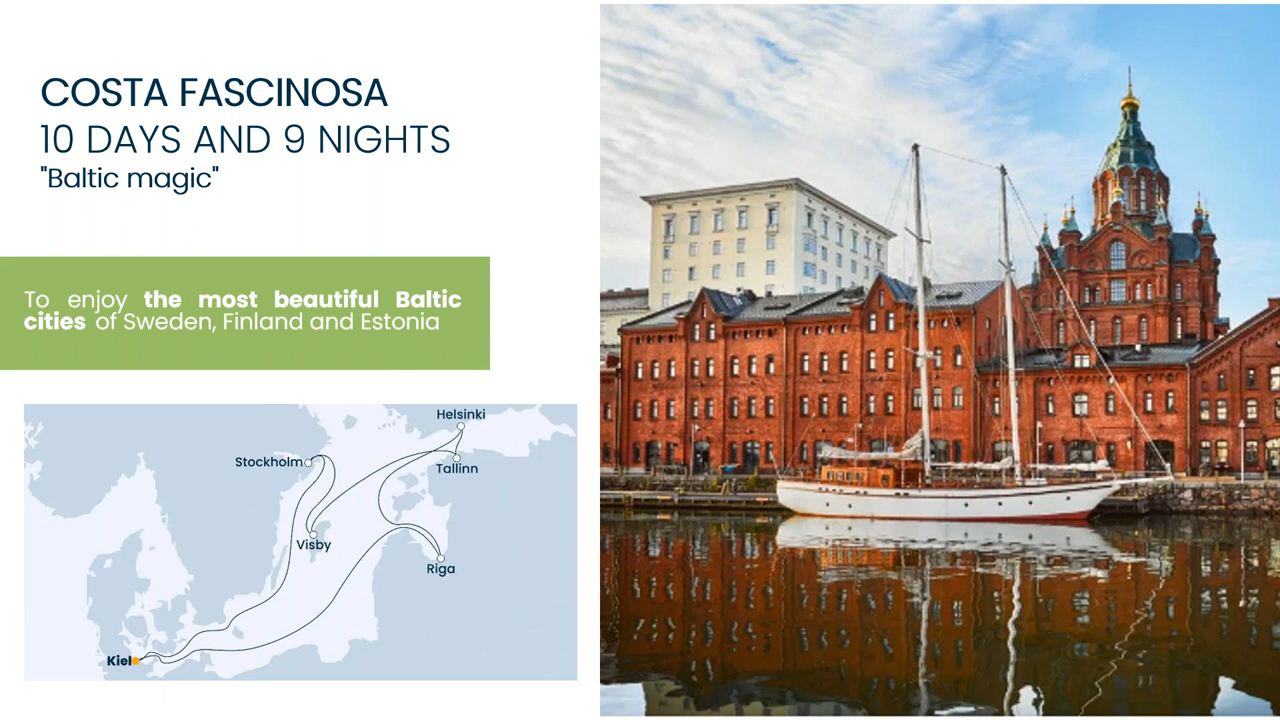 COSTA FASCINOSA
10 DAYS AND 9 NIGHTS
"Baltic magic"
To enjoy the most beautiful Baltic
cities of Sweden, Finland and Estonia
Helsinki
Stockholm
Tallinn
Visby
Riga
Kiel